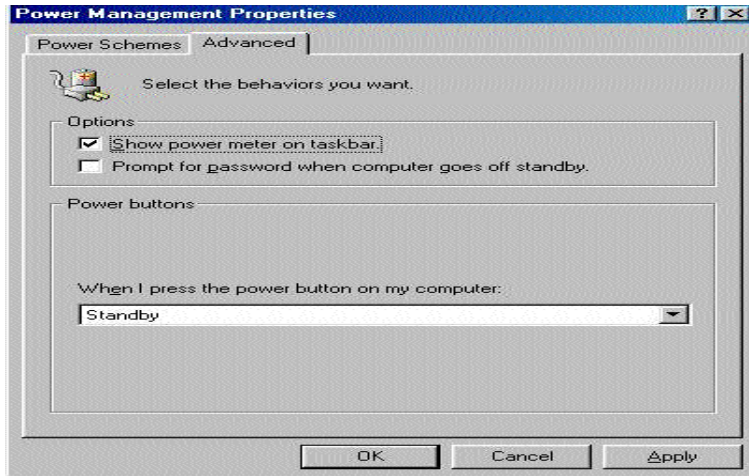 Power Management Properties
Power Schemes Advanced
Select the behaviors you want.
Options
Show power meter on taskbar.
Prompt for password when computer goes off standby.
Power buttons
When I press the power button on my computer:
Standby
OK Cancel Apply